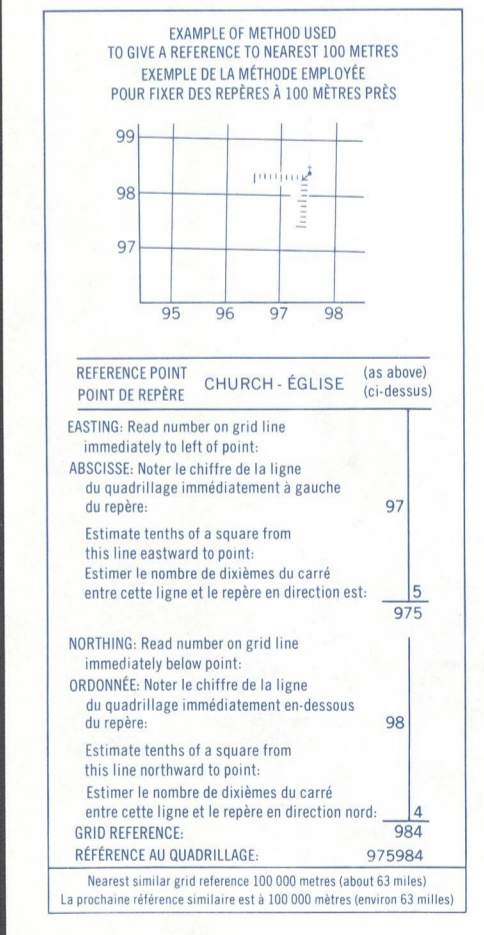 EXAMPLE OF METHOD USED
TO GIVE A REFERENCE TO NEAREST 100 METRES
EXEMPLE DE LA MÉTHODE EMPLOYÉE
POUR FIXER DES REPÈRES À 100 MÈTRES PRÈS
99
98
97
95 96 97 98
REFERENCE POINT
POINT DE REPÈRE
CHURCH - ÉGLISE
(as above)
(ci-dessus)
EASTING: Read number on grid line
immediately to left of point:
ABSCISSE: Noter le chiffre de la ligne
du quadrillage immédiatement à gauche
du repère: 97
Estimate tenths of a square from
this line eastward to point:
Estimer le nombre de dixièmes du carré
entre cette ligne et le repère en direction est: 5
975
NORTHING: Read number on grid line
immediately below point:
ORDONNÉE: Noter le chiffre de la ligne
du quadrillage immédiatement en-dessous
du repère: 98
Estimate tenths of a square from
this line northward to point:
Estimer le nombre de dixièmes du carré
entre cette ligne et le repère en direction nord: 4
GRID REFERENCE: 984
RÉFÉRENCE AU QUADRILLAGE: 975984
Nearest similar grid reference 100 000 metres (about 63 miles)
La prochaine référence similaire est à 100 000 mètres (environ 63 milles)